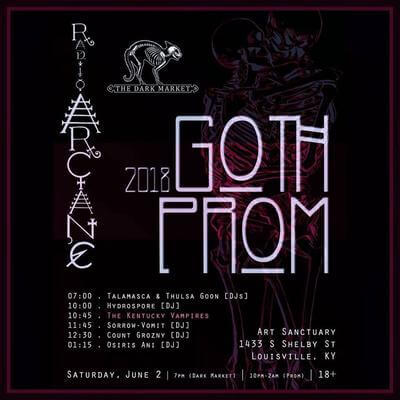 RADIO ARCANE
THE DARK MARKET
2018 GOTH
PROM
07:00 . TALAMASCA & THULSA GOON [DJS]
10:00 . HYDROSPORE [DJ]
10:45 . THE KENTUCKY VAMPIRES
11:45 . SORROW-VOMIT [DJ]
12:30 . COUNT GROZNY [DJ]
01:15 . OSIRIS ANI [DJ]
ART SANCTUARY
1433 S SHELBY ST
LOUISVILLE, KY
SATURDAY, JUNE 2 | 7PM (DARK MARKET) | 10PM-2AM (PROM) | 18+